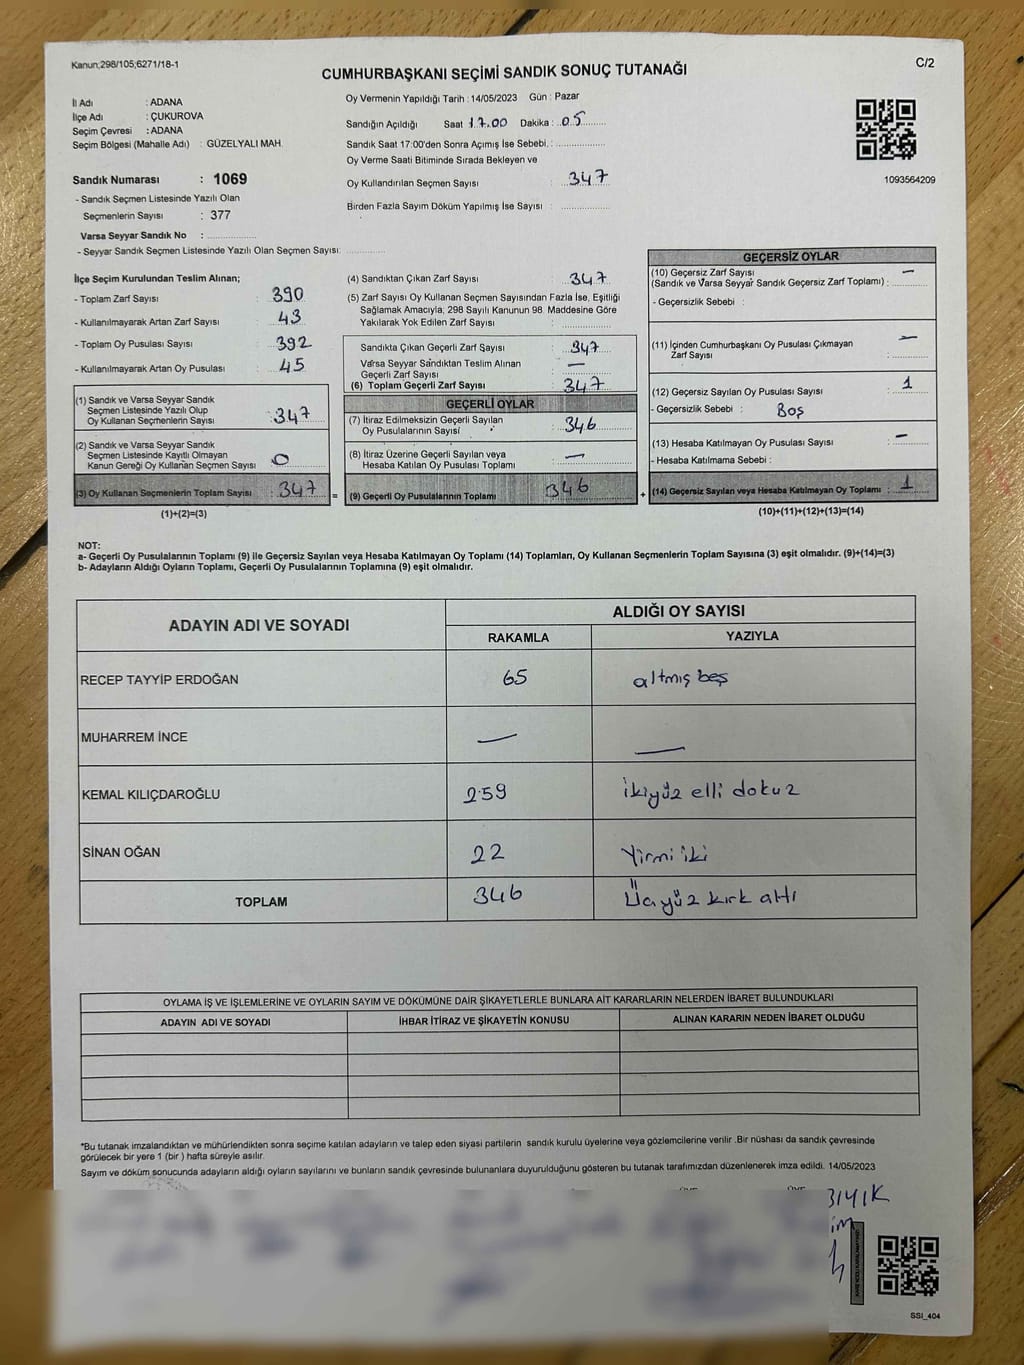 Kanun;298/105;6271/18-1
C/2
CUMHURBAŞKANI SEÇİMİ SANDIK SONUÇ TUTANAĞI
İl Adı : ADANA
İlçe Adı : ÇUKUROVA
Seçim Çevresi : ADANA
Seçim Bölgesi (Mahalle Adı) : GÜZELYALI MAH.
Sandık Numarası : 1069
- Sandık Seçmen Listesinde Yazılı Olan
Seçmenlerin Sayısı : 377
Varsa Seyyar Sandık No :
- Seyyar Sandık Seçmen Listesinde Yazılı Olan Seçmen Sayısı:
Oy Vermenin Yapıldığı Tarih : 14/05/2023 Gün : Pazar
Sandığın Açıldığı Saat 17.00 Dakika : 05
Sandık Saat 17:00'den Sonra Açılmış İse Sebebi. :
Oy Verme Saati Bitiminde Sırada Bekleyen ve
Oy Kullandırılan Seçmen Sayısı : 347
Birden Fazla Sayım Döküm Yapılmış İse Sayısı :
1093564209
İlçe Seçim Kurulundan Teslim Alınan;
- Toplam Zarf Sayısı : 390
- Kullanılmayarak Artan Zarf Sayısı : 43
- Toplam Oy Pusulası Sayısı : 392
- Kullanılmayarak Artan Oy Pusulası : 45
(1) Sandık ve Varsa Seyyar Sandık
Seçmen Listesinde Yazılı Olup
Oy Kullanan Seçmenlerin Sayısı : 347
(2) Sandık ve Varsa Seyyar Sandık
Seçmen Listesinde Kayıtlı Olmayan
Kanun Gereği Oy Kullanan Seçmen Sayısı : 0
(3) Oy Kullanan Seçmenlerin Toplam Sayısı : 347 =
(1)+(2)=(3)
(4) Sandıktan Çıkan Zarf Sayısı : 347
(5) Zarf Sayısı Oy Kullanan Seçmen Sayısından Fazla İse, Eşitliği
Sağlamak Amacıyla; 298 Sayılı Kanunun 98. Maddesine Göre
Yakılarak Yok Edilen Zarf Sayısı :
Sandıkta Çıkan Geçerli Zarf Sayısı : 347
Varsa Seyyar Sandıktan Teslim Alınan
Geçerli Zarf Sayısı : —
(6) Toplam Geçerli Zarf Sayısı : 347
GEÇERLİ OYLAR
(7) İtiraz Edilmeksizin Geçerli Sayılan
Oy Pusulalarının Sayısı : 346
(8) İtiraz Üzerine Geçerli Sayılan veya
Hesaba Katılan Oy Pusulası Toplamı : —
(9) Geçerli Oy Pusulalarının Toplamı : 346 +
GEÇERSİZ OYLAR
(10) Geçersiz Zarf Sayısı —
(Sandık ve Varsa Seyyar Sandık Geçersiz Zarf Toplamı) :
- Geçersizlik Sebebi :
(11) İçinden Cumhurbaşkanı Oy Pusulası Çıkmayan —
Zarf Sayısı :
(12) Geçersiz Sayılan Oy Pusulası Sayısı : 1
- Geçersizlik Sebebi : Boş
(13) Hesaba Katılmayan Oy Pusulası Sayısı : —
- Hesaba Katılmama Sebebi :
(14) Geçersiz Sayılan veya Hesaba Katılmayan Oy Toplamı : 1
(10)+(11)+(12)+(13)=(14)
NOT:
a- Geçerli Oy Pusulalarının Toplamı (9) ile Geçersiz Sayılan veya Hesaba Katılmayan Oy Toplamı (14) Toplamları, Oy Kullanan Seçmenlerin Toplam Sayısına (3) eşit olmalıdır. (9)+(14)=(3)
b- Adayların Aldığı Oyların Toplamı, Geçerli Oy Pusulalarının Toplamına (9) eşit olmalıdır.
ADAYIN ADI VE SOYADI
ALDIĞI OY SAYISI
RAKAMLA YAZIYLA
RECEP TAYYİP ERDOĞAN 65 altmış beş
MUHARREM İNCE — —
KEMAL KILIÇDAROĞLU 259 ikiyüz elli dokuz
SİNAN OĞAN 22 Yirmi iki
TOPLAM 346 Üçyüz kırk altı
OYLAMA İŞ VE İŞLEMLERİNE VE OYLARIN SAYIM VE DÖKÜMÜNE DAİR ŞİKAYETLERLE BUNLARA AİT KARARLARIN NELERDEN İBARET BULUNDUKLARI
ADAYIN ADI VE SOYADI İHBAR İTİRAZ VE ŞİKAYETİN KONUSU ALINAN KARARIN NEDEN İBARET OLDUĞU
*Bu tutanak imzalandıktan ve mühürlendikten sonra seçime katılan adayların ve talep eden siyasi partilerin sandık kurulu üyelerine veya gözlemcilerine verilir .Bir nüshası da sandık çevresinde
görülecek bir yere 1 (bir ) hafta süreyle asılır.
Sayım ve döküm sonucunda adayların aldığı oyların sayılarını ve bunların sandık çevresinde bulunanlara duyurulduğunu gösteren bu tutanak tarafımızdan düzenlenerek imza edildi. 14/05/2023
SSI_404